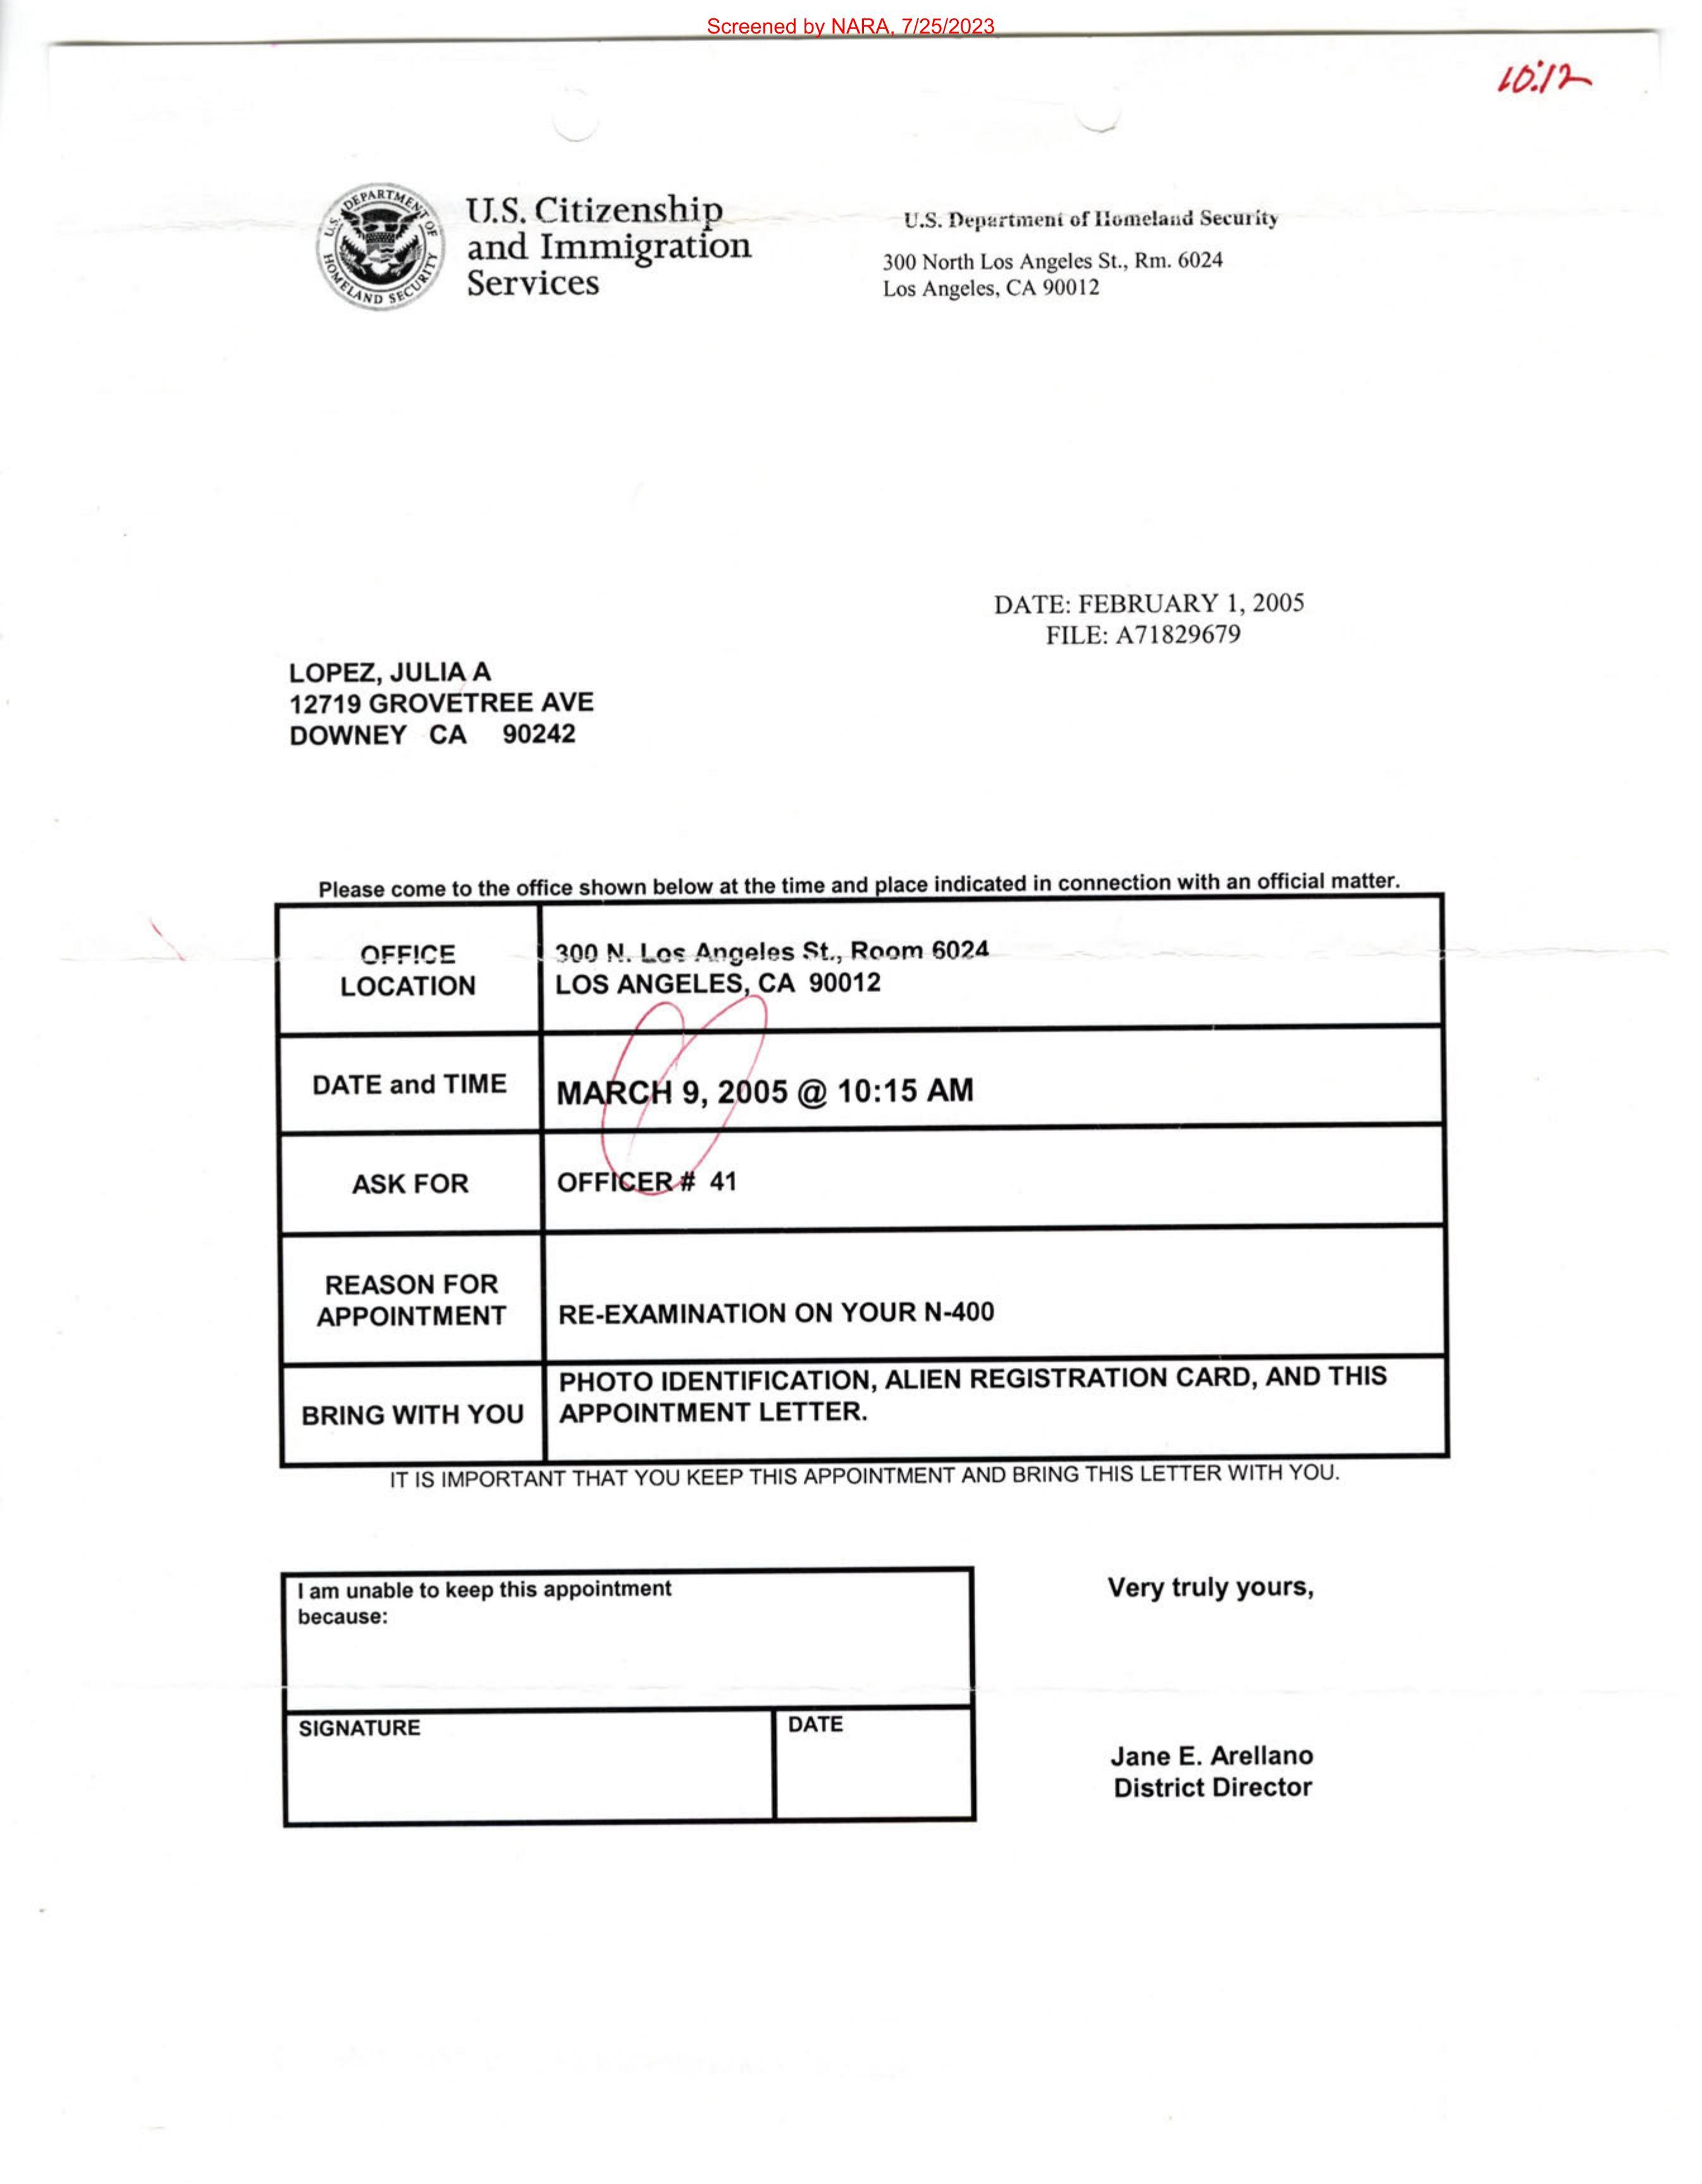 Screened by NARA, 7/25/2023
10:12
U.S. DEPARTMENT OF HOMELAND SECURITY
U.S. Citizenship
and Immigration
Services
U.S. Department of Homeland Security
300 North Los Angeles St., Rm. 6024
Los Angeles, CA 90012
DATE: FEBRUARY 1, 2005
FILE: A71829679
LOPEZ, JULIA A
12719 GROVETREE AVE
DOWNEY CA 90242
Please come to the office shown below at the time and place indicated in connection with an official matter.
OFFICE
LOCATION
300 N. Los Angeles St., Room 6024
LOS ANGELES, CA 90012
DATE and TIME
MARCH 9, 2005 @ 10:15 AM
ASK FOR
OFFICER # 41
REASON FOR
APPOINTMENT
RE-EXAMINATION ON YOUR N-400
BRING WITH YOU
PHOTO IDENTIFICATION, ALIEN REGISTRATION CARD, AND THIS
APPOINTMENT LETTER.
IT IS IMPORTANT THAT YOU KEEP THIS APPOINTMENT AND BRING THIS LETTER WITH YOU.
I am unable to keep this appointment
because:
SIGNATURE
DATE
Very truly yours,
Jane E. Arellano
District Director